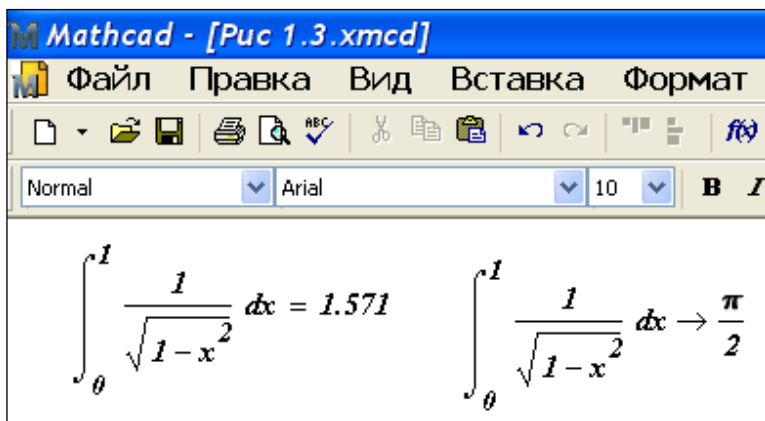 Mathcad - [Рис 1.3.xmcd]
Файл Правка Вид Вставка Формат
ABC f(x)
Normal Arial 10 B I
∫₀¹ 1/√(1 − x²) dx = 1.571 ∫₀¹ 1/√(1 − x²) dx → π/2